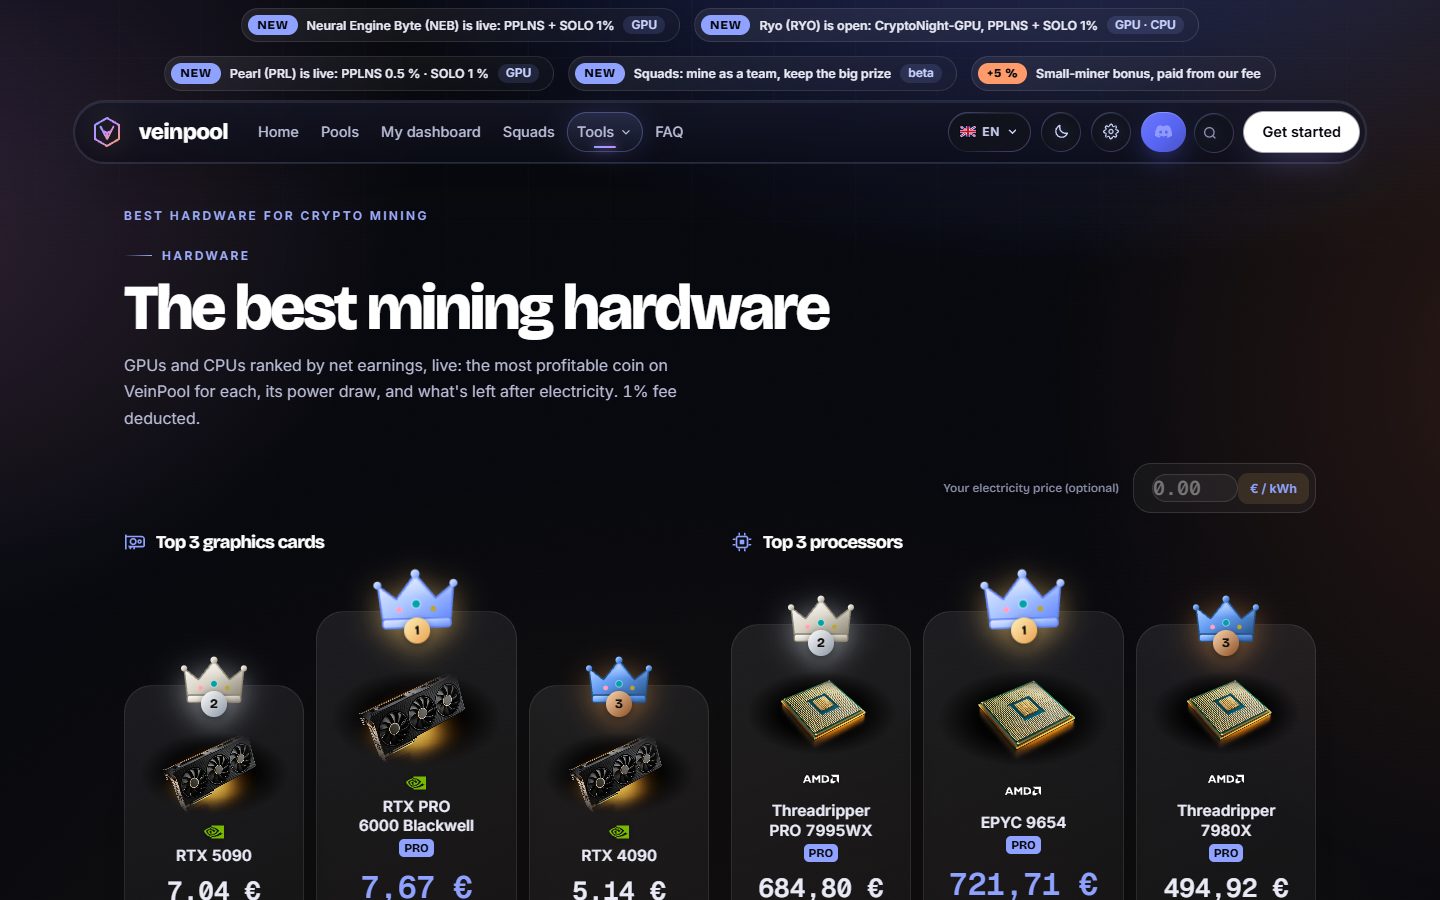 NEW Neural Engine Byte (NEB) is live: PPLNS + SOLO 1% GPU
NEW Ryo (RYO) is open: CryptoNight-GPU, PPLNS + SOLO 1% GPU · CPU
NEW Pearl (PRL) is live: PPLNS 0.5 % · SOLO 1 % GPU
NEW Squads: mine as a team, keep the big prize beta
+5 % Small-miner bonus, paid from our fee
veinpool Home Pools My dashboard Squads Tools FAQ EN Get started
BEST HARDWARE FOR CRYPTO MINING
HARDWARE
The best mining hardware
GPUs and CPUs ranked by net earnings, live: the most profitable coin on
VeinPool for each, its power draw, and what's left after electricity. 1% fee
deducted.
Your electricity price (optional) 0.00 € / kWh
Top 3 graphics cards
2
RTX 5090
7,04 €
1
RTX PRO
6000 Blackwell
PRO
7,67 €
3
RTX 4090
5,14 €
Top 3 processors
2
AMD
Threadripper
PRO 7995WX
PRO
684,80 €
1
AMD
EPYC 9654
PRO
721,71 €
3
AMD
Threadripper
7980X
PRO
494,92 €